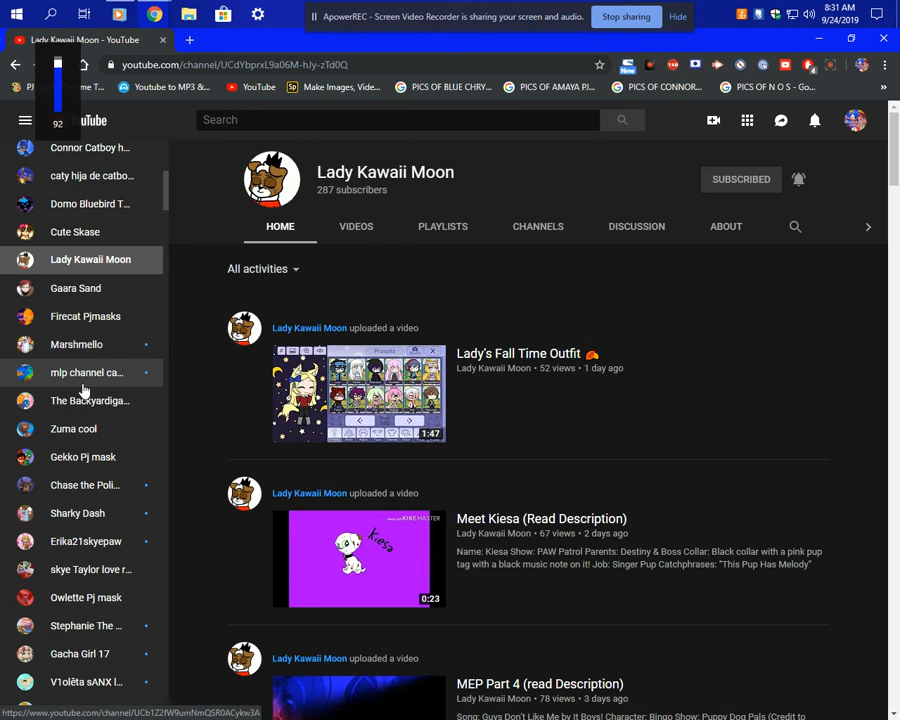 ApowerREC - Screen Video Recorder is sharing your screen and audio.
Stop sharing
Hide
8:31 AM
9/24/2019
Lady Kawaii Moon - YouTube
youtube.com/channel/UCdYbprxL9a06M-hJy-zTd0Q
New
Youtube to MP3 &...
YouTube
Make Images, Vide...
PICS OF BLUE CHRY...
PICS OF AMAYA PJ...
PICS OF CONNOR...
PICS OF N O S - Go...
92
Search
Connor Catboy h...
caty hija de catbo...
Domo Bluebird T...
Cute Skase
Lady Kawaii Moon
Gaara Sand
Firecat Pjmasks
Marshmello
mlp channel ca...
The Backyardiga...
Zuma cool
Gekko Pj mask
Chase the Poli...
Sharky Dash
Erika21skyepaw
skye Taylor love r...
Owlette Pj mask
Stephanie The ...
Gacha Girl 17
V1olêta sANX l...
Lady Kawaii Moon
287 subscribers
SUBSCRIBED
HOME
VIDEOS
PLAYLISTS
CHANNELS
DISCUSSION
ABOUT
All activities
Lady Kawaii Moon uploaded a video
Presets
1:47
Lady's Fall Time Outfit
Lady Kawaii Moon • 52 views • 1 day ago
Lady Kawaii Moon uploaded a video
KINEMASTER
Kiesa
0:23
Meet Kiesa (Read Description)
Lady Kawaii Moon • 67 views • 2 days ago
Name: Kiesa Show: PAW Patrol Parents: Destiny & Boss Collar: Black collar with a pink pup
tag with a black music note on it! Job: Singer Pup Catchphrases: "This Pup Has Melody"
Lady Kawaii Moon uploaded a video
MEP Part 4 (read Description)
Lady Kawaii Moon • 78 views • 3 days ago
Song: Guys Don't Like Me by It Boys! Character: Bingo Show: Puppy Dog Pals (Credit to
https://www.youtube.com/channel/UCb1Z2fW9umNmQSR0ACykw3A